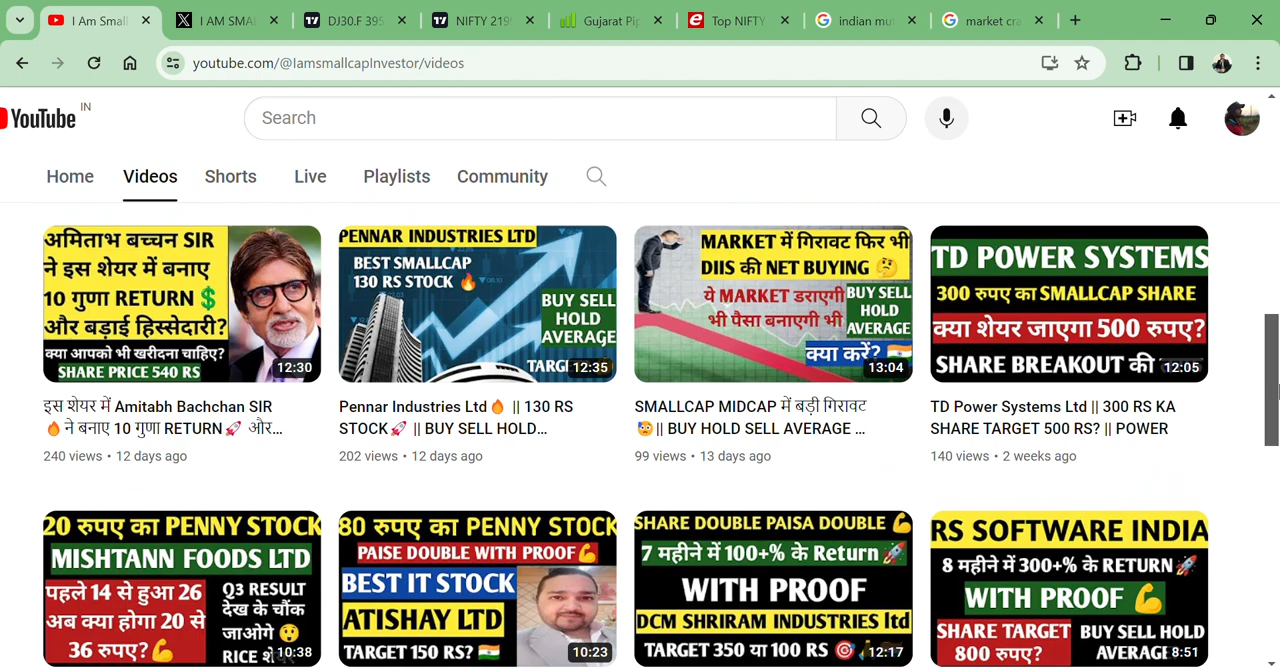 I Am Small
I AM SMA
DJ30.F 395
NIFTY 219
Gujarat Pip
Top NIFTY
indian mu
market cra
youtube.com/@IamsmallcapInvestor/videos
YouTube IN
Search
Home Videos Shorts Live Playlists Community
अमिताभ बच्चन SIR
ने इस शेयर में बनाए
10 गुणा RETURN
और बड़ाई हिस्सेदारी?
क्या आपको भी खरीदना चाहिए?
SHARE PRICE 540 RS
12:30
PENNAR INDUSTRIES LTD
BEST SMALLCAP
130 RS STOCK 🔥
BUY SELL
HOLD
AVERAGE
TARG
12:35
MARKET में गिरावट फिर भी
DIIS की NET BUYING 🤔
ये MARKET डराएगी
भी पैसा बनाएगी भी
BUY SELL
HOLD
AVERAGE
क्या करें? 🇮🇳
13:04
TD POWER SYSTEMS
300 रुपए का SMALLCAP SHARE
क्या शेयर जाएगा 500 रुपए?
SHARE BREAKOUT की
12:05
इस शेयर में Amitabh Bachchan SIR
🔥ने बनाए 10 गुणा RETURN🚀 और...
240 views • 12 days ago
Pennar Industries Ltd🔥 || 130 RS
STOCK🚀 || BUY SELL HOLD...
202 views • 12 days ago
SMALLCAP MIDCAP में बड़ी गिरावट
😰|| BUY HOLD SELL AVERAGE ...
99 views • 13 days ago
TD Power Systems Ltd || 300 RS KA
SHARE TARGET 500 RS? || POWER
140 views • 2 weeks ago
20 रुपए का PENNY STOCK
MISHTANN FOODS LTD
पहले 14 से हुआ 26
अब क्या होगा 20 से
36 रुपए?💪
Q3 RESULT
देख के चौंक
जाओगे 😲
RICE
10:38
80 रुपए का PENNY STOCK
PAISE DOUBLE WITH PROOF💪
BEST IT STOCK
ATISHAY LTD
TARGET 150 RS? 🇮🇳
10:23
SHARE DOUBLE PAISA DOUBLE 💪
7 महीने में 100+% के Return 🚀
WITH PROOF
DCM SHRIRAM INDUSTRIES ltd
TARGET 350 या 100 RS 🎯
12:17
RS SOFTWARE INDIA
8 महीने में 300+% के RETURN🚀
WITH PROOF 💪
SHARE TARGET
800 रुपए?
BUY SELL HOLD
AVERAGE
8:51